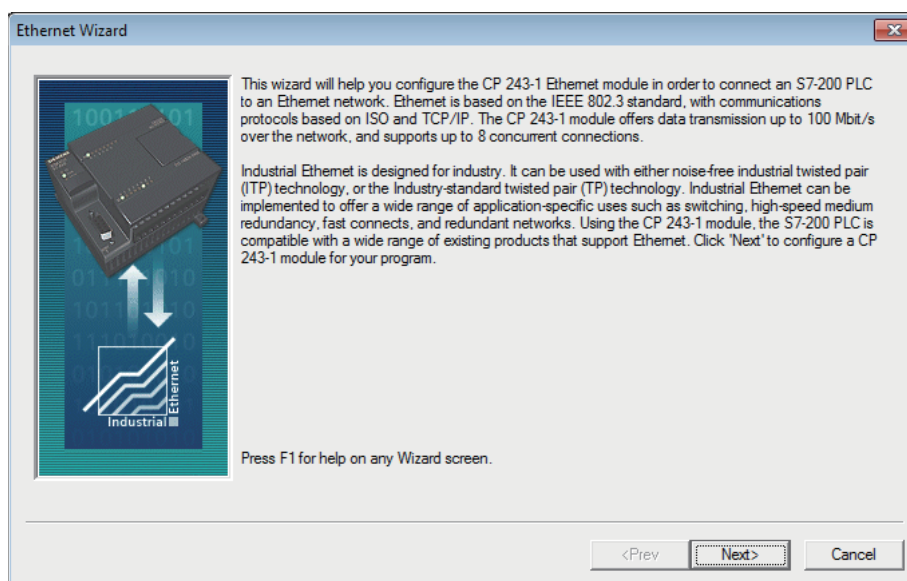 Ethernet Wizard
This wizard will help you configure the CP 243-1 Ethernet module in order to connect an S7-200 PLC
to an Ethernet network. Ethernet is based on the IEEE 802.3 standard, with communications
protocols based on ISO and TCP/IP. The CP 243-1 module offers data transmission up to 100 Mbit/s
over the network, and supports up to 8 concurrent connections.
Industrial Ethernet is designed for industry. It can be used with either noise-free industrial twisted pair
(ITP) technology, or the Industry-standard twisted pair (TP) technology. Industrial Ethernet can be
implemented to offer a wide range of application-specific uses such as switching, high-speed medium
redundancy, fast connects, and redundant networks. Using the CP 243-1 module, the S7-200 PLC is
compatible with a wide range of existing products that support Ethernet. Click 'Next' to configure a CP
243-1 module for your program.
Industrial
Ethernet
Press F1 for help on any Wizard screen.
<Prev
Next>
Cancel